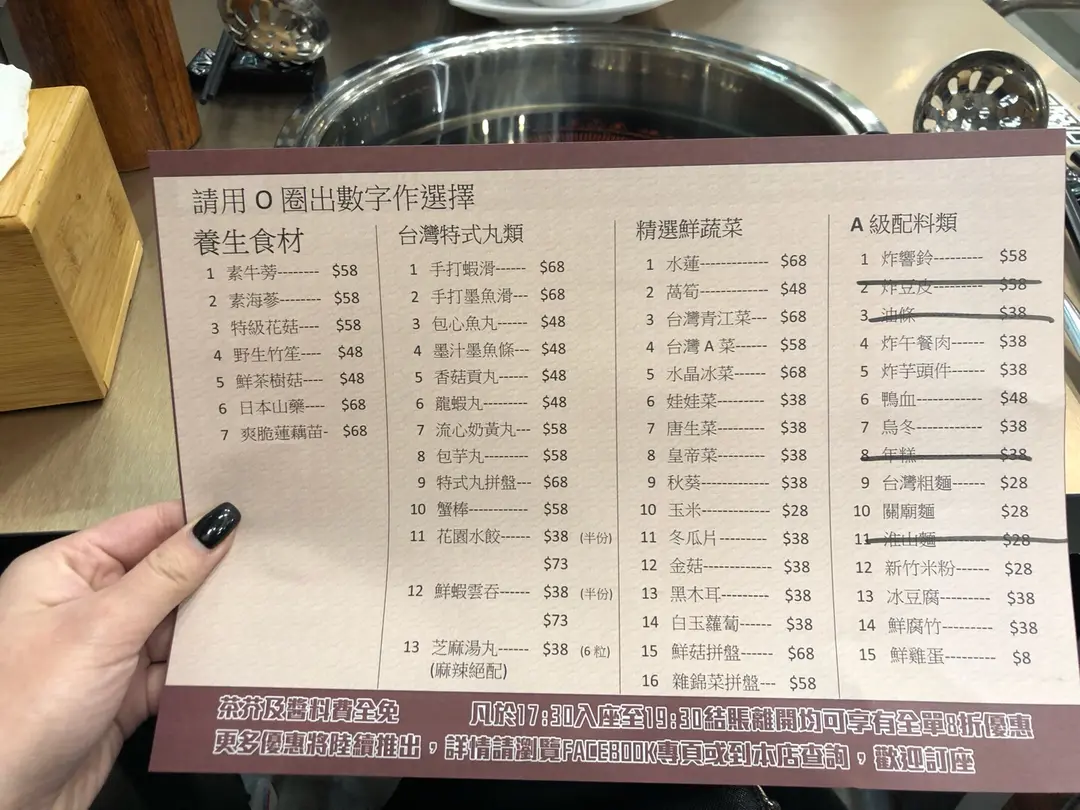 請用 O 圈出數字作選擇
養生食材
1 素牛蒡-------- $58
2 素海蔘-------- $58
3 特級花菇---- $58
4 野生竹笙---- $48
5 鮮茶樹菇---- $48
6 日本山藥---- $68
7 爽脆蓮藕苗- $68
台灣特式丸類
1 手打蝦滑------ $68
2 手打墨魚滑--- $68
3 包心魚丸------ $48
4 墨汁墨魚條--- $48
5 香菇貢丸------ $48
6 龍蝦丸--------- $48
7 流心奶黃丸--- $58
8 包芋丸--------- $58
9 特式丸拼盤--- $68
10 蟹棒----------- $58
11 花園水餃------ $38 (半份)
$73
12 鮮蝦雲吞------ $38 (半份)
$73
13 芝麻湯丸------ $38 (6 粒)
(麻辣絕配)
精選鮮蔬菜
1 水蓮------------ $68
2 萵筍------------ $48
3 台灣青江菜--- $68
4 台灣 A 菜------ $58
5 水晶冰菜------ $68
6 娃娃菜--------- $38
7 唐生菜--------- $38
8 皇帝菜--------- $38
9 秋葵------------ $38
10 玉米------------ $28
11 冬瓜片--------- $38
12 金菇------------ $38
13 黑木耳--------- $38
14 白玉蘿蔔------ $38
15 鮮菇拼盤------ $68
16 雜錦菜拼盤--- $58
A 級配料類
1 炸響鈴--------- $58
2 炸豆皮--------- $58
3 油條 $38
4 炸午餐肉------ $38
5 炸芋頭件------ $38
6 鴨血------------ $48
7 烏冬------------ $38
8 年糕------------ $38
9 台灣粗麵------ $28
10 關廟麵 $28
11 淮山麵--------- $28
12 新竹米粉------ $28
13 冰豆腐--------- $38
14 鮮腐竹--------- $38
15 鮮雞蛋--------- $8
茶芥及醬料費全免 凡於17:30入座至19:30結賬離開均可享有全單8折優惠
更多優惠將陸續推出，詳情請瀏覽FACEBOOK專頁或到本店查詢，歡迎訂座